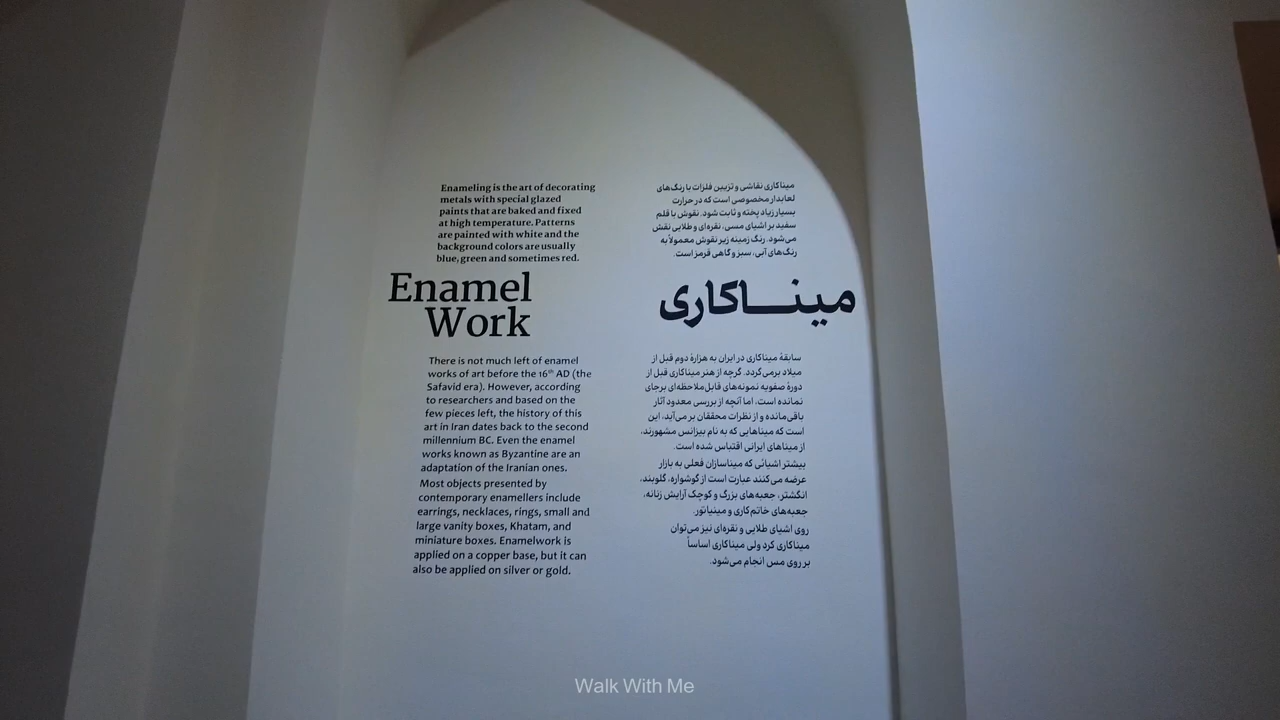 Enameling is the art of decorating
metals with special glazed
paints that are baked and fixed
at high temperature. Patterns
are painted with white and the
background colors are usually
blue, green and sometimes red.
Enamel
Work
There is not much left of enamel
works of art before the 16th AD (the
Safavid era). However, according
to researchers and based on the
few pieces left, the history of this
art in Iran dates back to the second
millennium BC. Even the enamel
works known as Byzantine are an
adaptation of the Iranian ones.
Most objects presented by
contemporary enamellers include
earrings, necklaces, rings, small and
large vanity boxes, Khatam, and
miniature boxes. Enamelwork is
applied on a copper base, but it can
also be applied on silver or gold.
میناکاری نقاشی و تزیین فلزات با رنگ‌های
لعابدار مخصوصی است که در حرارت
بسیار زیاد پخته و ثابت شود. نقوش با قلم
سفید بر اشیای مسی، نقره‌ای و طلایی نقش
می‌شود. رنگ زمینه زیر نقوش معمولاً به
رنگ‌های آبی، سبز و گاهی قرمز است.
مینــاکاری
سابقهٔ میناکاری در ایران به هزارهٔ دوم قبل از
میلاد برمی‌گردد. گرچه از هنر میناکاری قبل از
دورهٔ صفویه نمونه‌های قابل‌ملاحظه‌ای برجای
نمانده است، اما آنچه از بررسی معدود آثار
باقی‌مانده و از نظرات محققان بر می‌آید، این
است که میناهایی که به نام بیزانس مشهورند،
از میناهای ایرانی اقتباس شده است.
بیشتر اشیائی که میناسازان فعلی به بازار
عرضه می‌کنند عبارت است از گوشواره، گلوبند،
انگشتر، جعبه‌های بزرگ و کوچک آرایش زنانه،
جعبه‌های خاتم‌کاری و مینیاتور.
روی اشیای طلایی و نقره‌ای نیز می‌توان
میناکاری کرد ولی میناکاری اساساً
بر روی مس انجام می‌شود.
Walk With Me